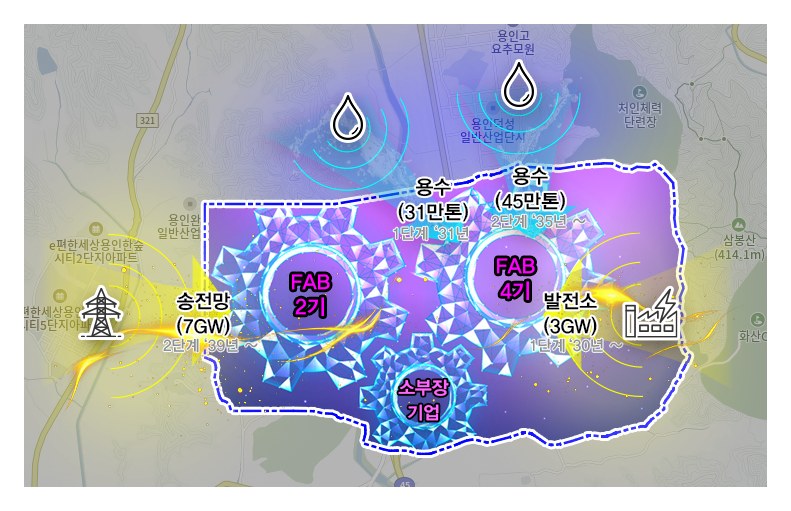 용인고
요추모원
321
처인체력
단련장
용인덕성
일반산업단지
용수
(45만톤)
2단계 '35년 ~
용수
(31만톤)
1단계 '31년
용인완
일반산업
e편한세상용인한숲
시티2단지아파트
삼봉산
(414.1m)
FAB
2기
FAB
4기
편한세상용인
시티5단지아파
송전망
(7GW)
2단계 '39년 ~
발전소
(3GW)
1단계 '30년 ~
소부장
기업
45